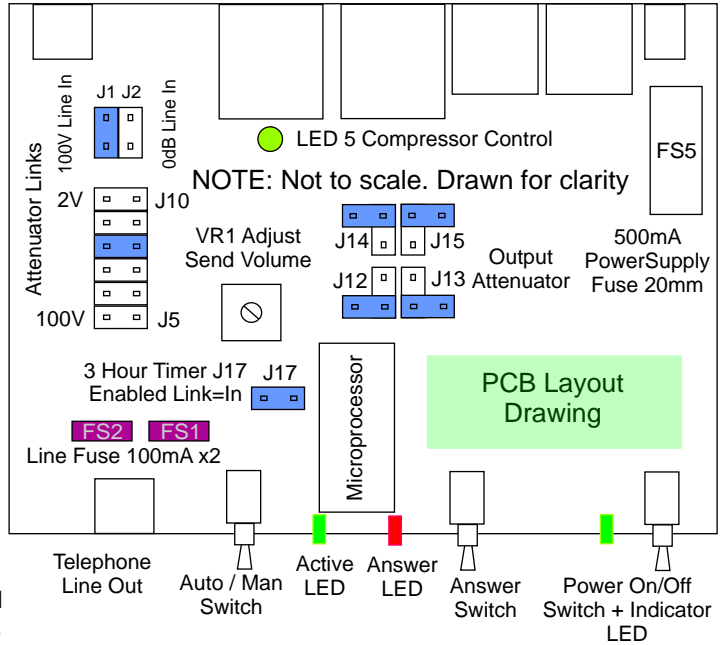 J1 J2
100V Line In
0dB Line In
LED 5 Compressor Control
FS5
NOTE: Not to scale. Drawn for clarity
Attenuator Links
2V
J10
VR1 Adjust
Send Volume
J14
J15
Output
Attenuator
500mA
PowerSupply
Fuse 20mm
J12
J13
100V
J5
3 Hour Timer J17
Enabled Link=In
J17
Microprocessor
PCB Layout
Drawing
FS2
FS1
Line Fuse 100mA x2
Telephone
Line Out
Auto / Man
Switch
Active
LED
Answer
LED
Answer
Switch
Power On/Off
Switch + Indicator
LED